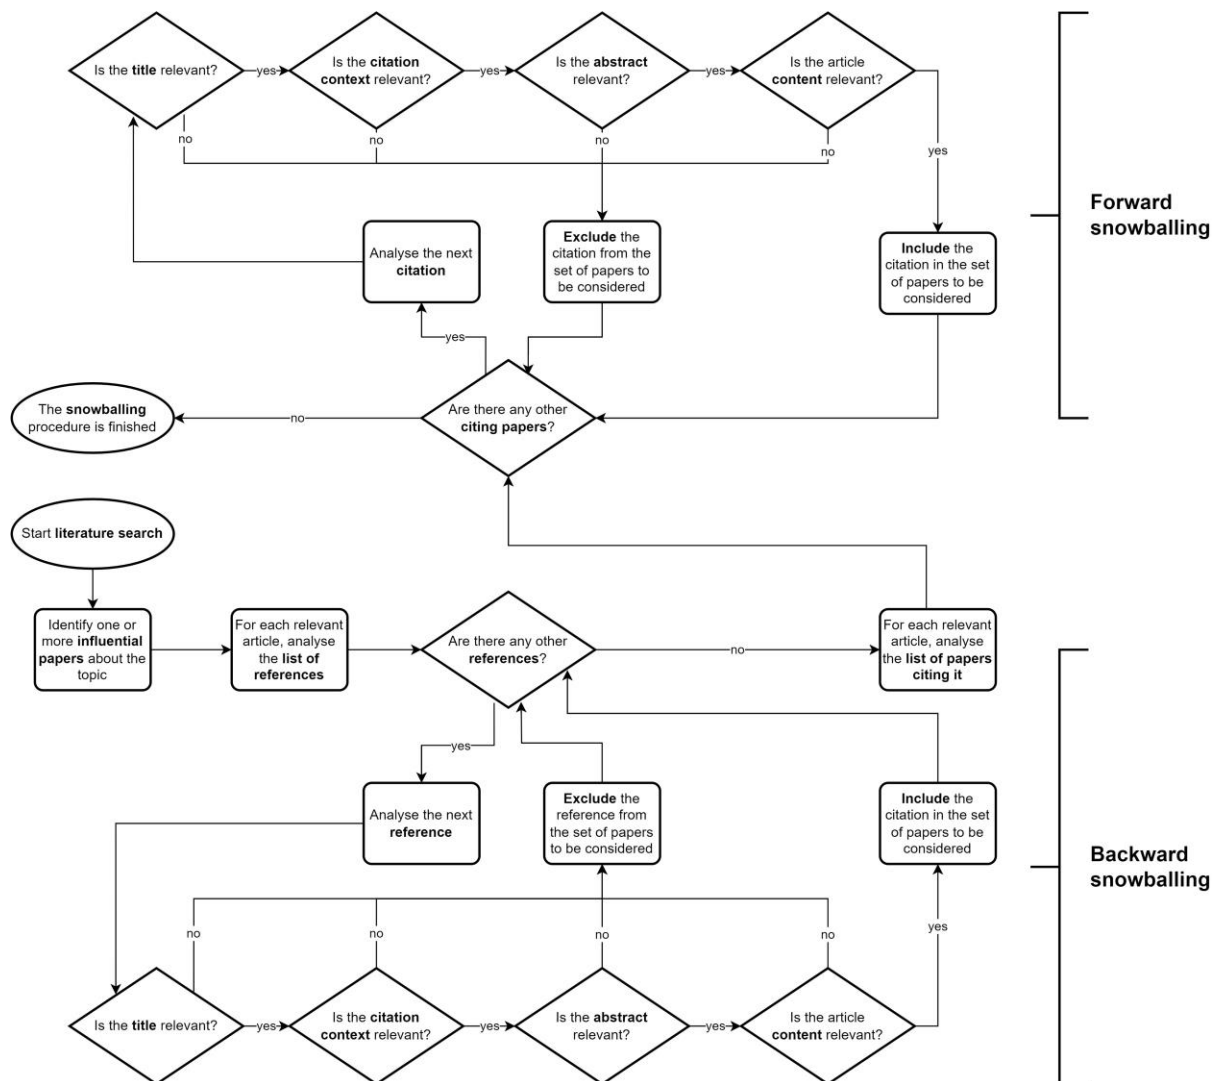 Is the title relevant?
yes
Is the citation
context relevant?
yes
Is the abstract
relevant?
yes
Is the article
content relevant?
no
no
no
no
yes
Forward
snowballing
Analyse the next
citation
Exclude the
citation from the
set of papers to
be considered
Include the
citation in the set
of papers to be
considered
yes
The snowballing
procedure is finished
no
Are there any other
citing papers?
Start literature search
Identify one or
more influential
papers about the
topic
For each relevant
article, analyse
the list of
references
Are there any other
references?
no
For each relevant
article, analyse
the list of papers
citing it
yes
Analyse the next
reference
Exclude the
reference from
the set of papers
to be considered
Include the
citation in the set
of papers to be
considered
Backward
snowballing
no
no
no
no
yes
Is the title relevant?
yes
Is the citation
context relevant?
yes
Is the abstract
relevant?
yes
Is the article
content relevant?